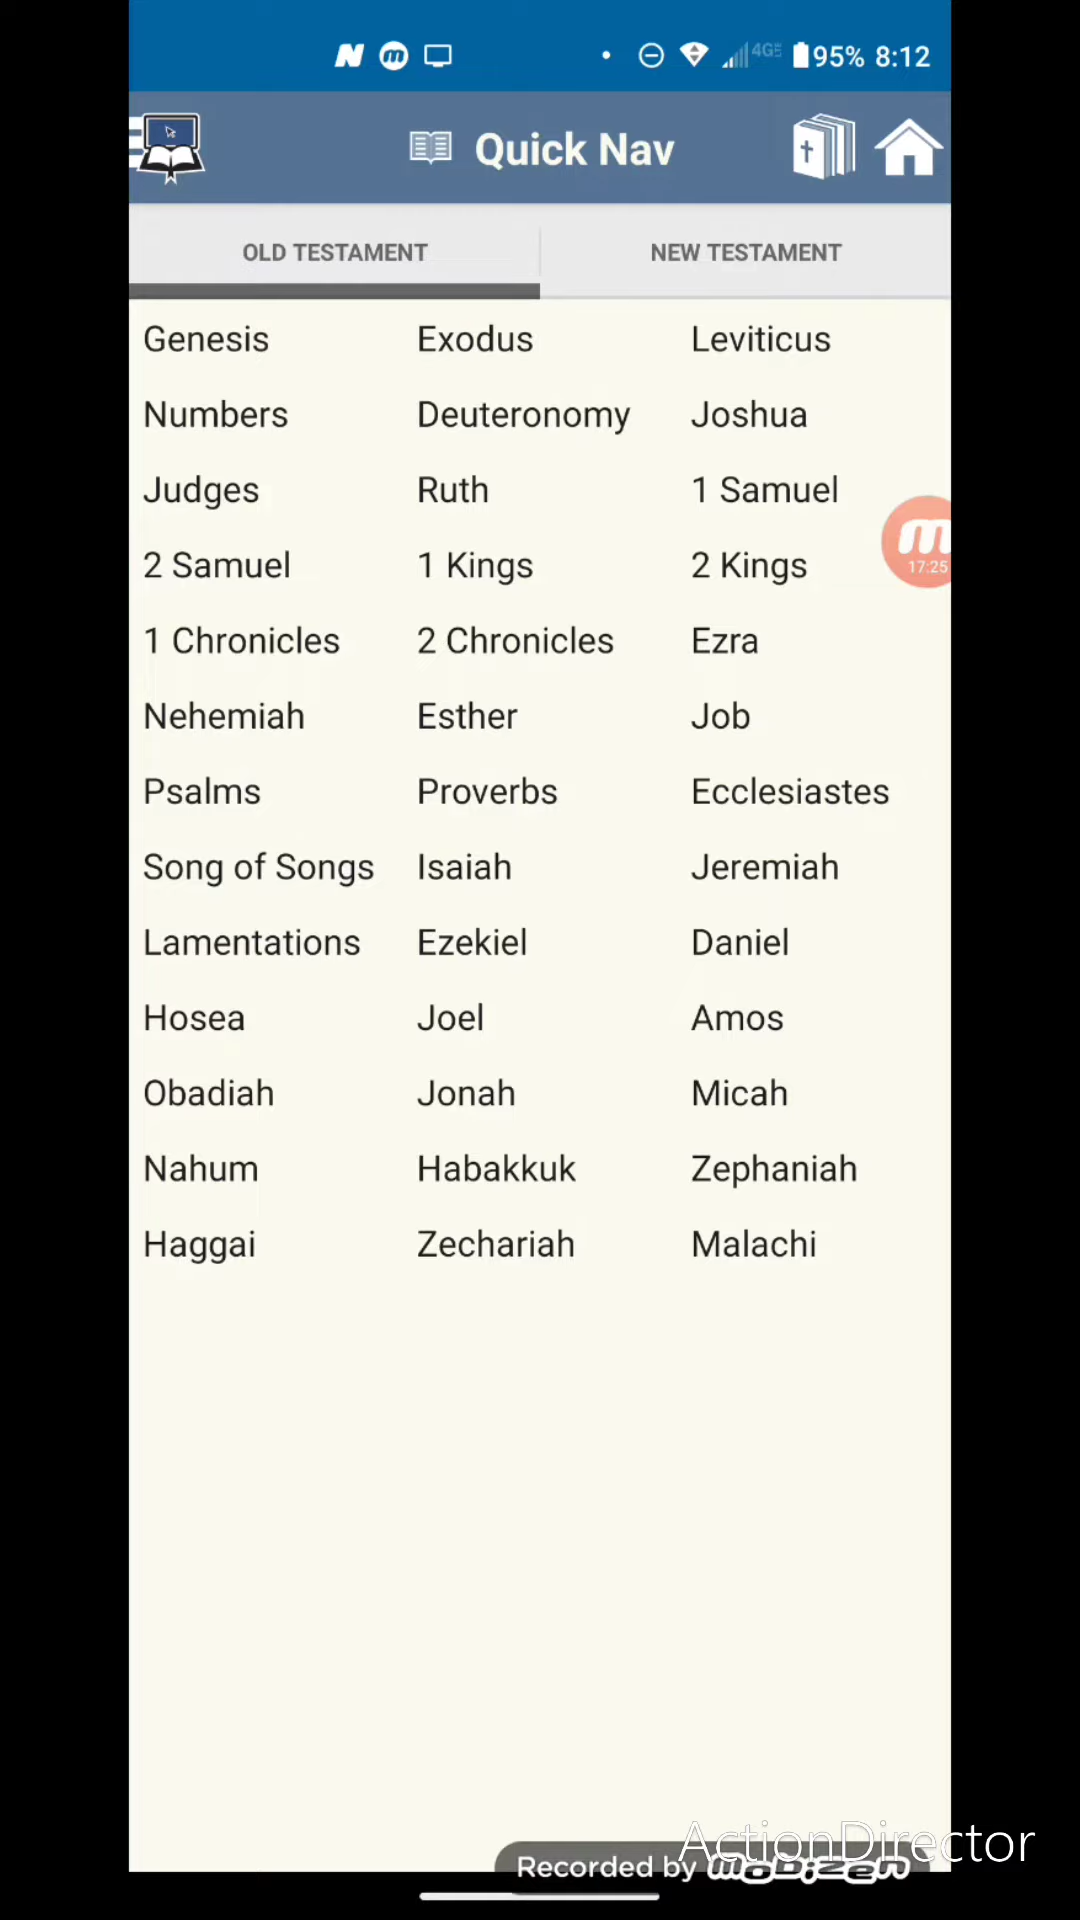 4GE 95% 8:12
Quick Nav
OLD TESTAMENT NEW TESTAMENT
Genesis Exodus Leviticus
Numbers Deuteronomy Joshua
Judges Ruth 1 Samuel
2 Samuel 1 Kings 2 Kings
17:25
1 Chronicles 2 Chronicles Ezra
Nehemiah Esther Job
Psalms Proverbs Ecclesiastes
Song of Songs Isaiah Jeremiah
Lamentations Ezekiel Daniel
Hosea Joel Amos
Obadiah Jonah Micah
Nahum Habakkuk Zephaniah
Haggai Zechariah Malachi
ActionDirector
Recorded by mobizen